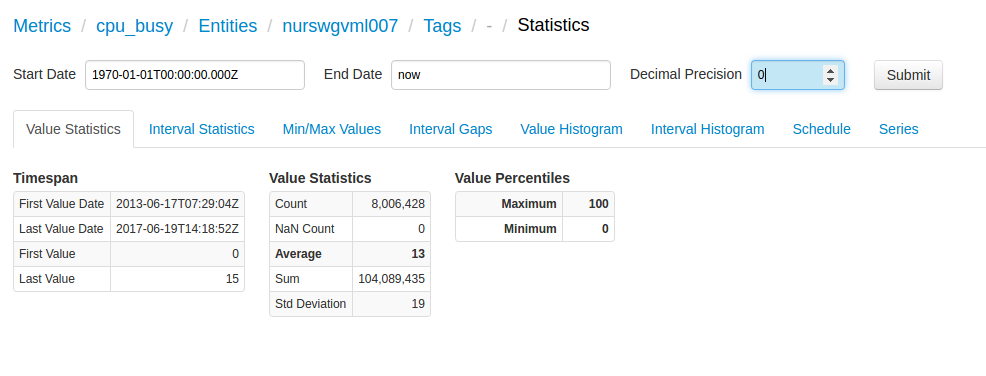 Metrics / cpu_busy / Entities / nurswgvml007 / Tags / - / Statistics
Start Date 1970-01-01T00:00:00.000Z End Date now Decimal Precision 0 Submit
Value Statistics Interval Statistics Min/Max Values Interval Gaps Value Histogram Interval Histogram Schedule Series
Timespan
First Value Date 2013-06-17T07:29:04Z
Last Value Date 2017-06-19T14:18:52Z
First Value 0
Last Value 15
Value Statistics
Count 8,006,428
NaN Count 0
Average 13
Sum 104,089,435
Std Deviation 19
Value Percentiles
Maximum 100
Minimum 0